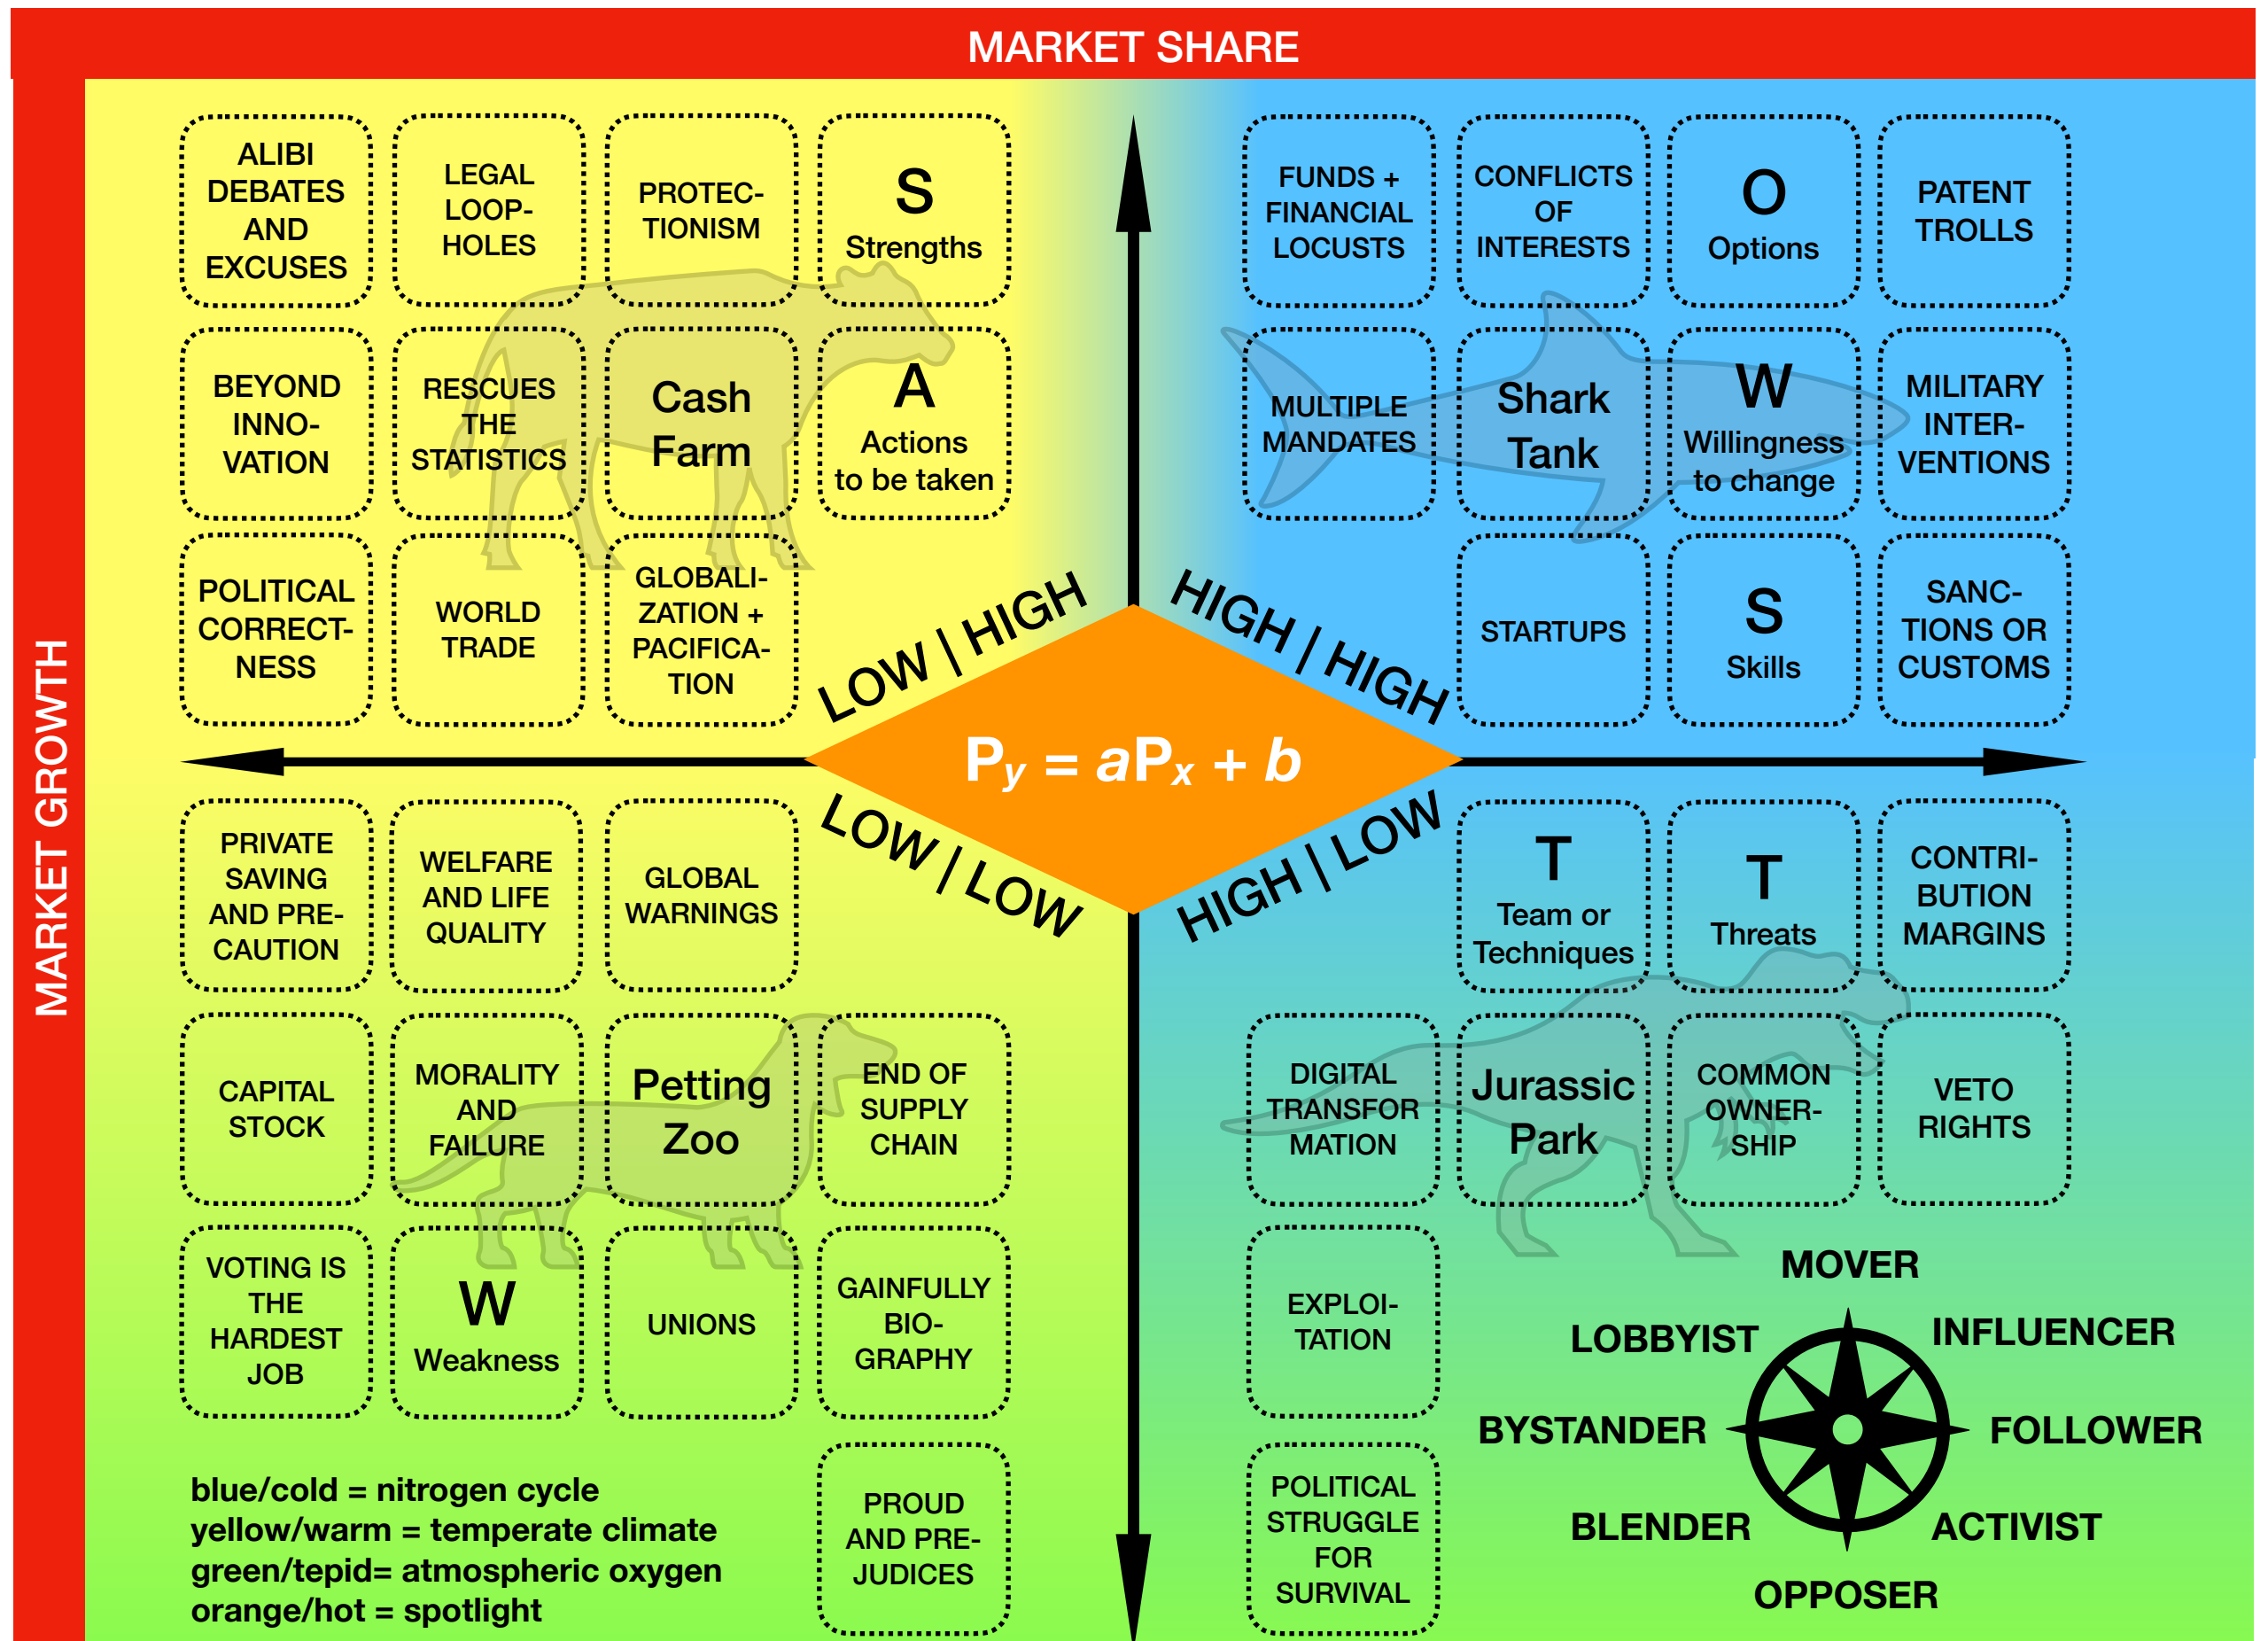 MARKET SHARE
MARKET GROWTH
ALIBI
DEBATES
AND
EXCUSES
LEGAL
LOOP-
HOLES
PROTEC-
TIONISM
S
Strengths
BEYOND
INNO-
VATION
RESCUES
THE
STATISTICS
Cash
Farm
A
Actions
to be taken
POLITICAL
CORRECT-
NESS
WORLD
TRADE
GLOBALI-
ZATION +
PACIFICA-
TION
LOW | HIGH
FUNDS +
FINANCIAL
LOCUSTS
CONFLICTS
OF
INTERESTS
O
Options
PATENT
TROLLS
MULTIPLE
MANDATES
Shark
Tank
W
Willingness
to change
MILITARY
INTER-
VENTIONS
HIGH | HIGH
STARTUPS
S
Skills
SANC-
TIONS OR
CUSTOMS
Py = aPx + b
PRIVATE
SAVING
AND PRE-
CAUTION
WELFARE
AND LIFE
QUALITY
GLOBAL
WARNINGS
LOW | LOW
CAPITAL
STOCK
MORALITY
AND
FAILURE
Petting
Zoo
END OF
SUPPLY
CHAIN
VOTING IS
THE
HARDEST
JOB
W
Weakness
UNIONS
GAINFULLY
BIO-
GRAPHY
PROUD
AND PRE-
JUDICES
blue/cold = nitrogen cycle
yellow/warm = temperate climate
green/tepid= atmospheric oxygen
orange/hot = spotlight
HIGH | LOW
T
Team or
Techniques
T
Threats
CONTRI-
BUTION
MARGINS
DIGITAL
TRANSFOR
MATION
Jurassic
Park
COMMON
OWNER-
SHIP
VETO
RIGHTS
EXPLOI-
TATION
POLITICAL
STRUGGLE
FOR
SURVIVAL
MOVER
LOBBYIST
INFLUENCER
BYSTANDER
FOLLOWER
BLENDER
ACTIVIST
OPPOSER